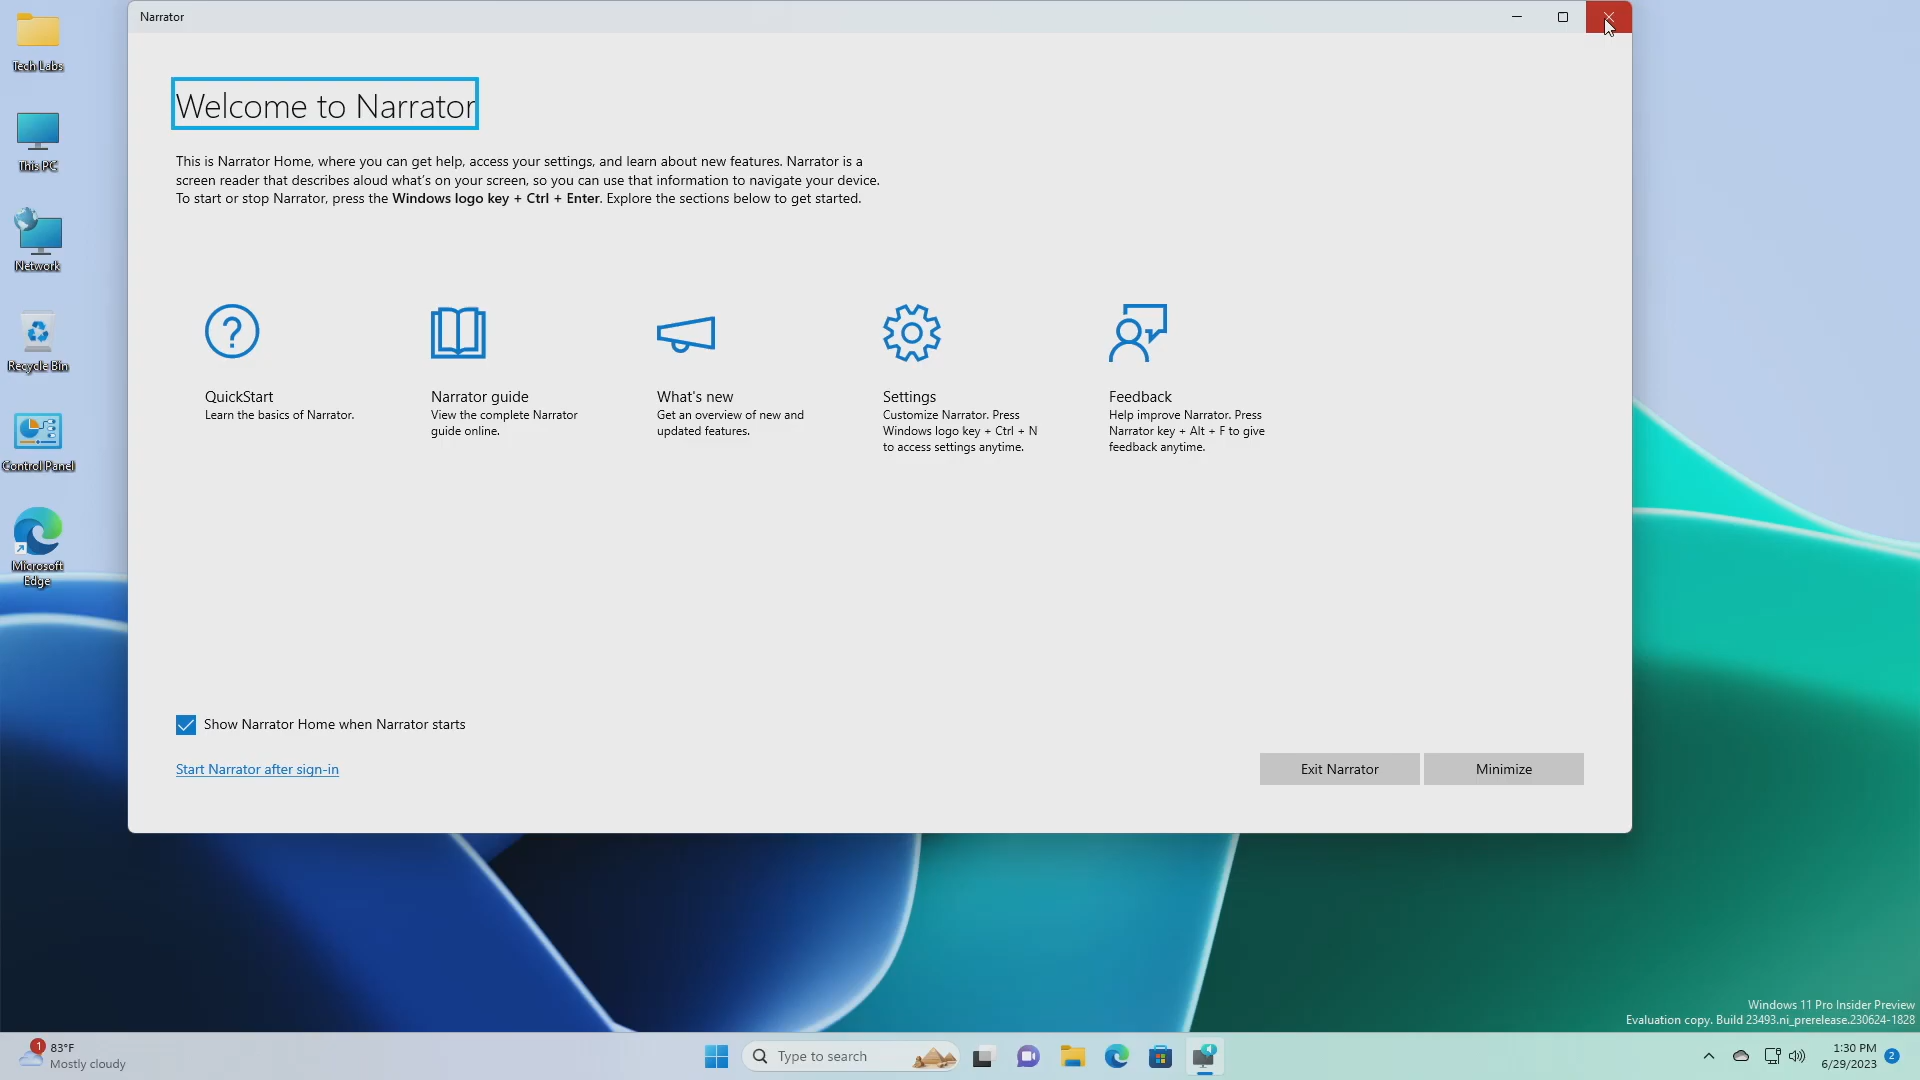 Narrator
Tech Labs
Welcome to Narrator
This PC
This is Narrator Home, where you can get help, access your settings, and learn about new features. Narrator is a
screen reader that describes aloud what's on your screen, so you can use that information to navigate your device.
To start or stop Narrator, press the Windows logo key + Ctrl + Enter. Explore the sections below to get started.
Network
Recycle Bin
QuickStart
Learn the basics of Narrator.
Narrator guide
View the complete Narrator
guide online.
What's new
Get an overview of new and
updated features.
Settings
Customize Narrator. Press
Windows logo key + Ctrl + N
to access settings anytime.
Feedback
Help improve Narrator. Press
Narrator key + Alt + F to give
feedback anytime.
Control Panel
Microsoft
Edge
Show Narrator Home when Narrator starts
Start Narrator after sign-in
Exit Narrator
Minimize
Windows 11 Pro Insider Preview
Evaluation copy. Build 23493.ni_prerelease.230624-1828
1
83°F
Mostly cloudy
Type to search
1:30 PM
6/29/2023
2